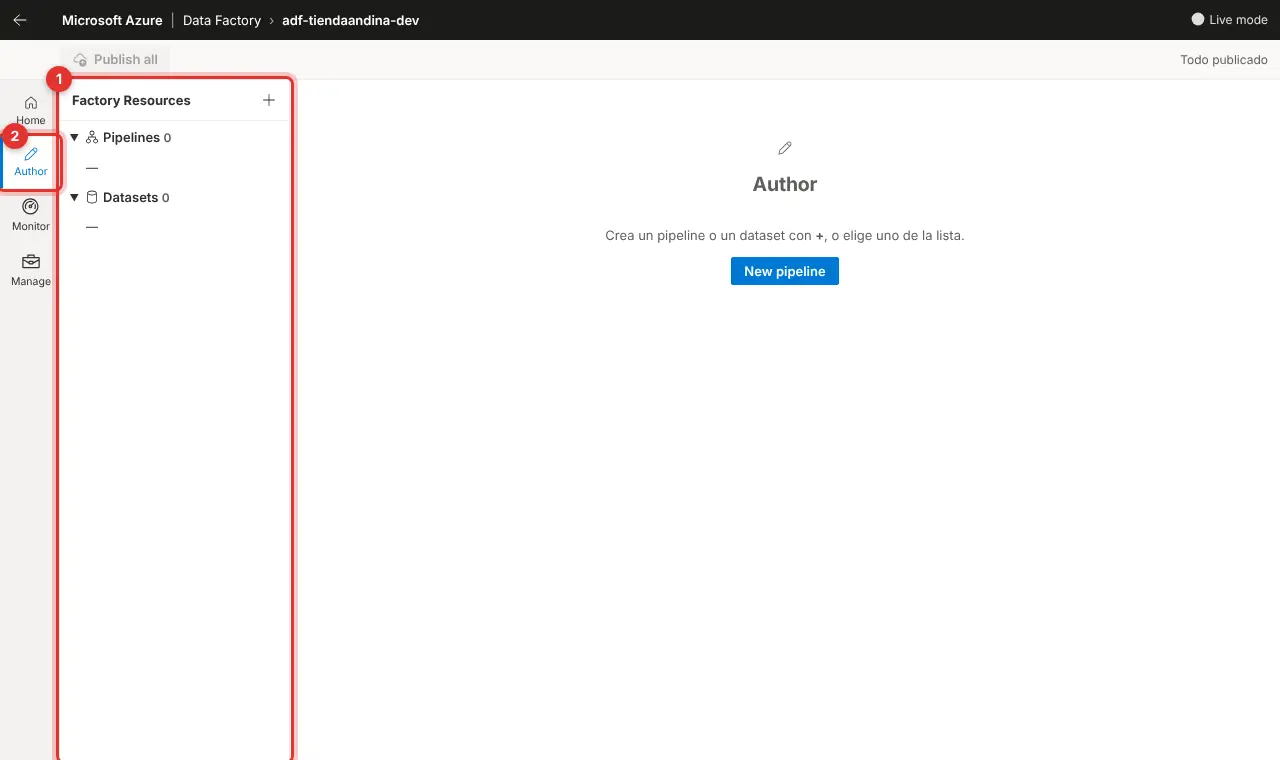 Microsoft Azure | Data Factory › adf-tiendaandina-dev
Live mode
Publish all
Todo publicado
1
Factory Resources
Home
2
Author
Monitor
Manage
Pipelines 0
—
Datasets 0
—
Author
Crea un pipeline o un dataset con +, o elige uno de la lista.
New pipeline